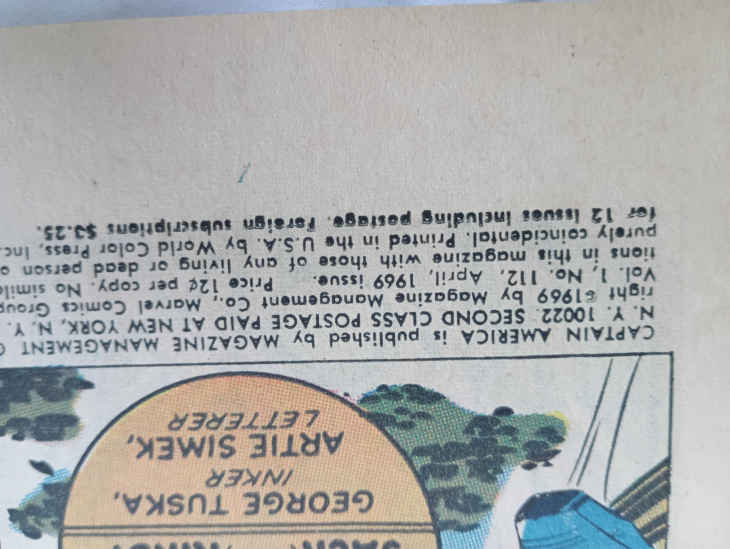 JACK
GEORGE TUSKA,
INKER
ARTIE SIMEK,
LETTERER
CAPTAIN AMERICA is published by MAGAZINE MANAGEMENT
N. Y. 10022. SECOND CLASS POSTAGE PAID AT NEW YORK, N. Y.
right ©1969 by Magazine Management Co., Marvel Comics Group
Vol. 1, No. 112, April, 1969 issue. Price 12¢ per copy. No
tions in this magazine with those of any living or dead person
purely coincidental. Printed in the U.S.A. by World Color Press, Inc.
for 12 issues including postage. Foreign subscriptions $3.25.